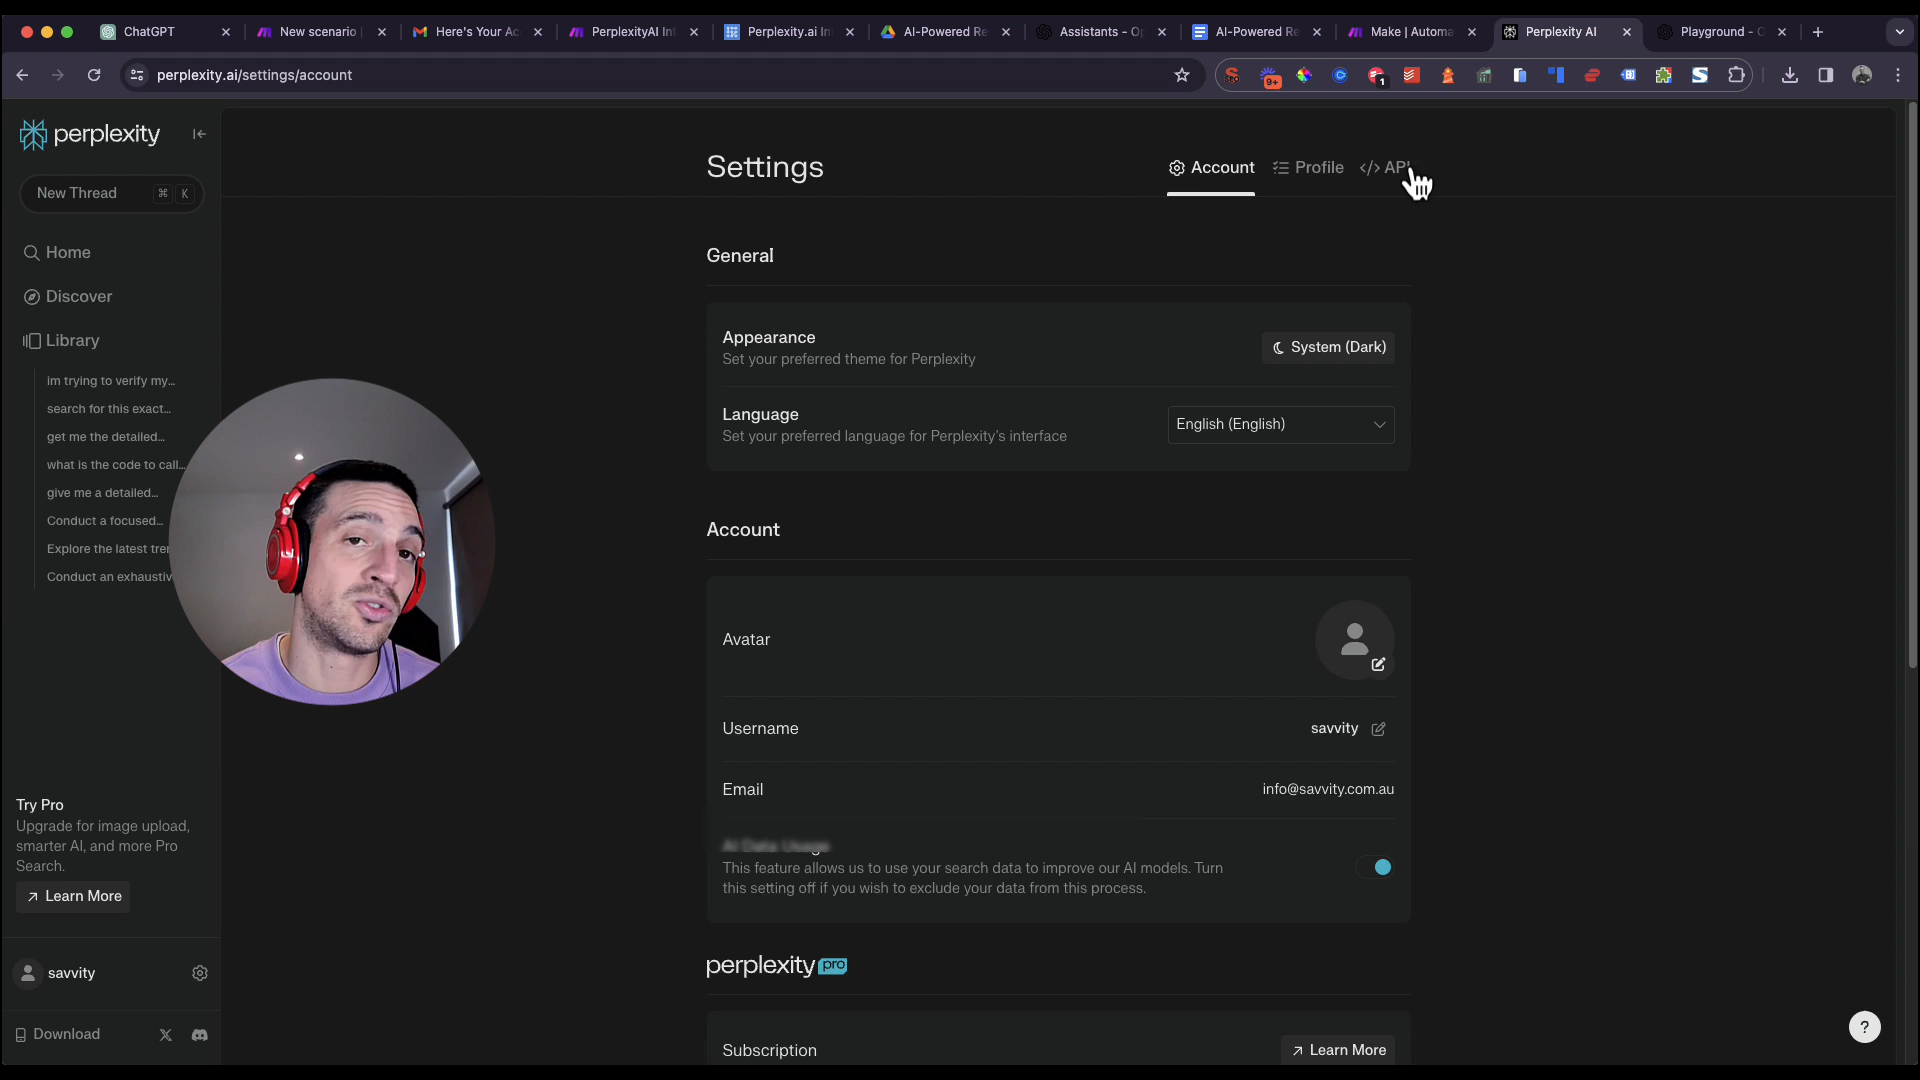 ChatGPT
New scenario
Here's Your Ac
PerplexityAI Int
Perplexity.ai In
AI-Powered Re
Assistants - Op
AI-Powered Re
Make | Automa
Perplexity AI
Playground - O
perplexity.ai/settings/account
9+
1
perplexity
New Thread
⌘ K
Home
Discover
Library
im trying to verify my...
search for this exact...
get me the detailed...
what is the code to call...
give me a detailed...
Conduct a focused...
Explore the latest tre
Conduct an exhaustiv
Try Pro
Upgrade for image upload,
smarter AI, and more Pro
Search.
Learn More
savvity
Download
Settings
Account
Profile
</> API
General
Appearance
Set your preferred theme for Perplexity
System (Dark)
Language
Set your preferred language for Perplexity's interface
English (English)
Account
Avatar
Username
savvity
Email
info@savvity.com.au
AI Data Usage
This feature allows us to use your search data to improve our AI models. Turn
this setting off if you wish to exclude your data from this process.
perplexity pro
Subscription
Learn More
?